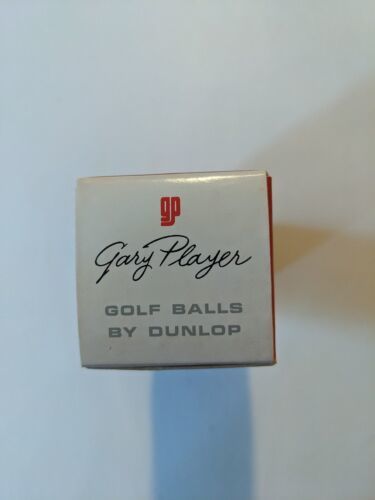 gp
Gary Player
GOLF BALLS
BY DUNLOP